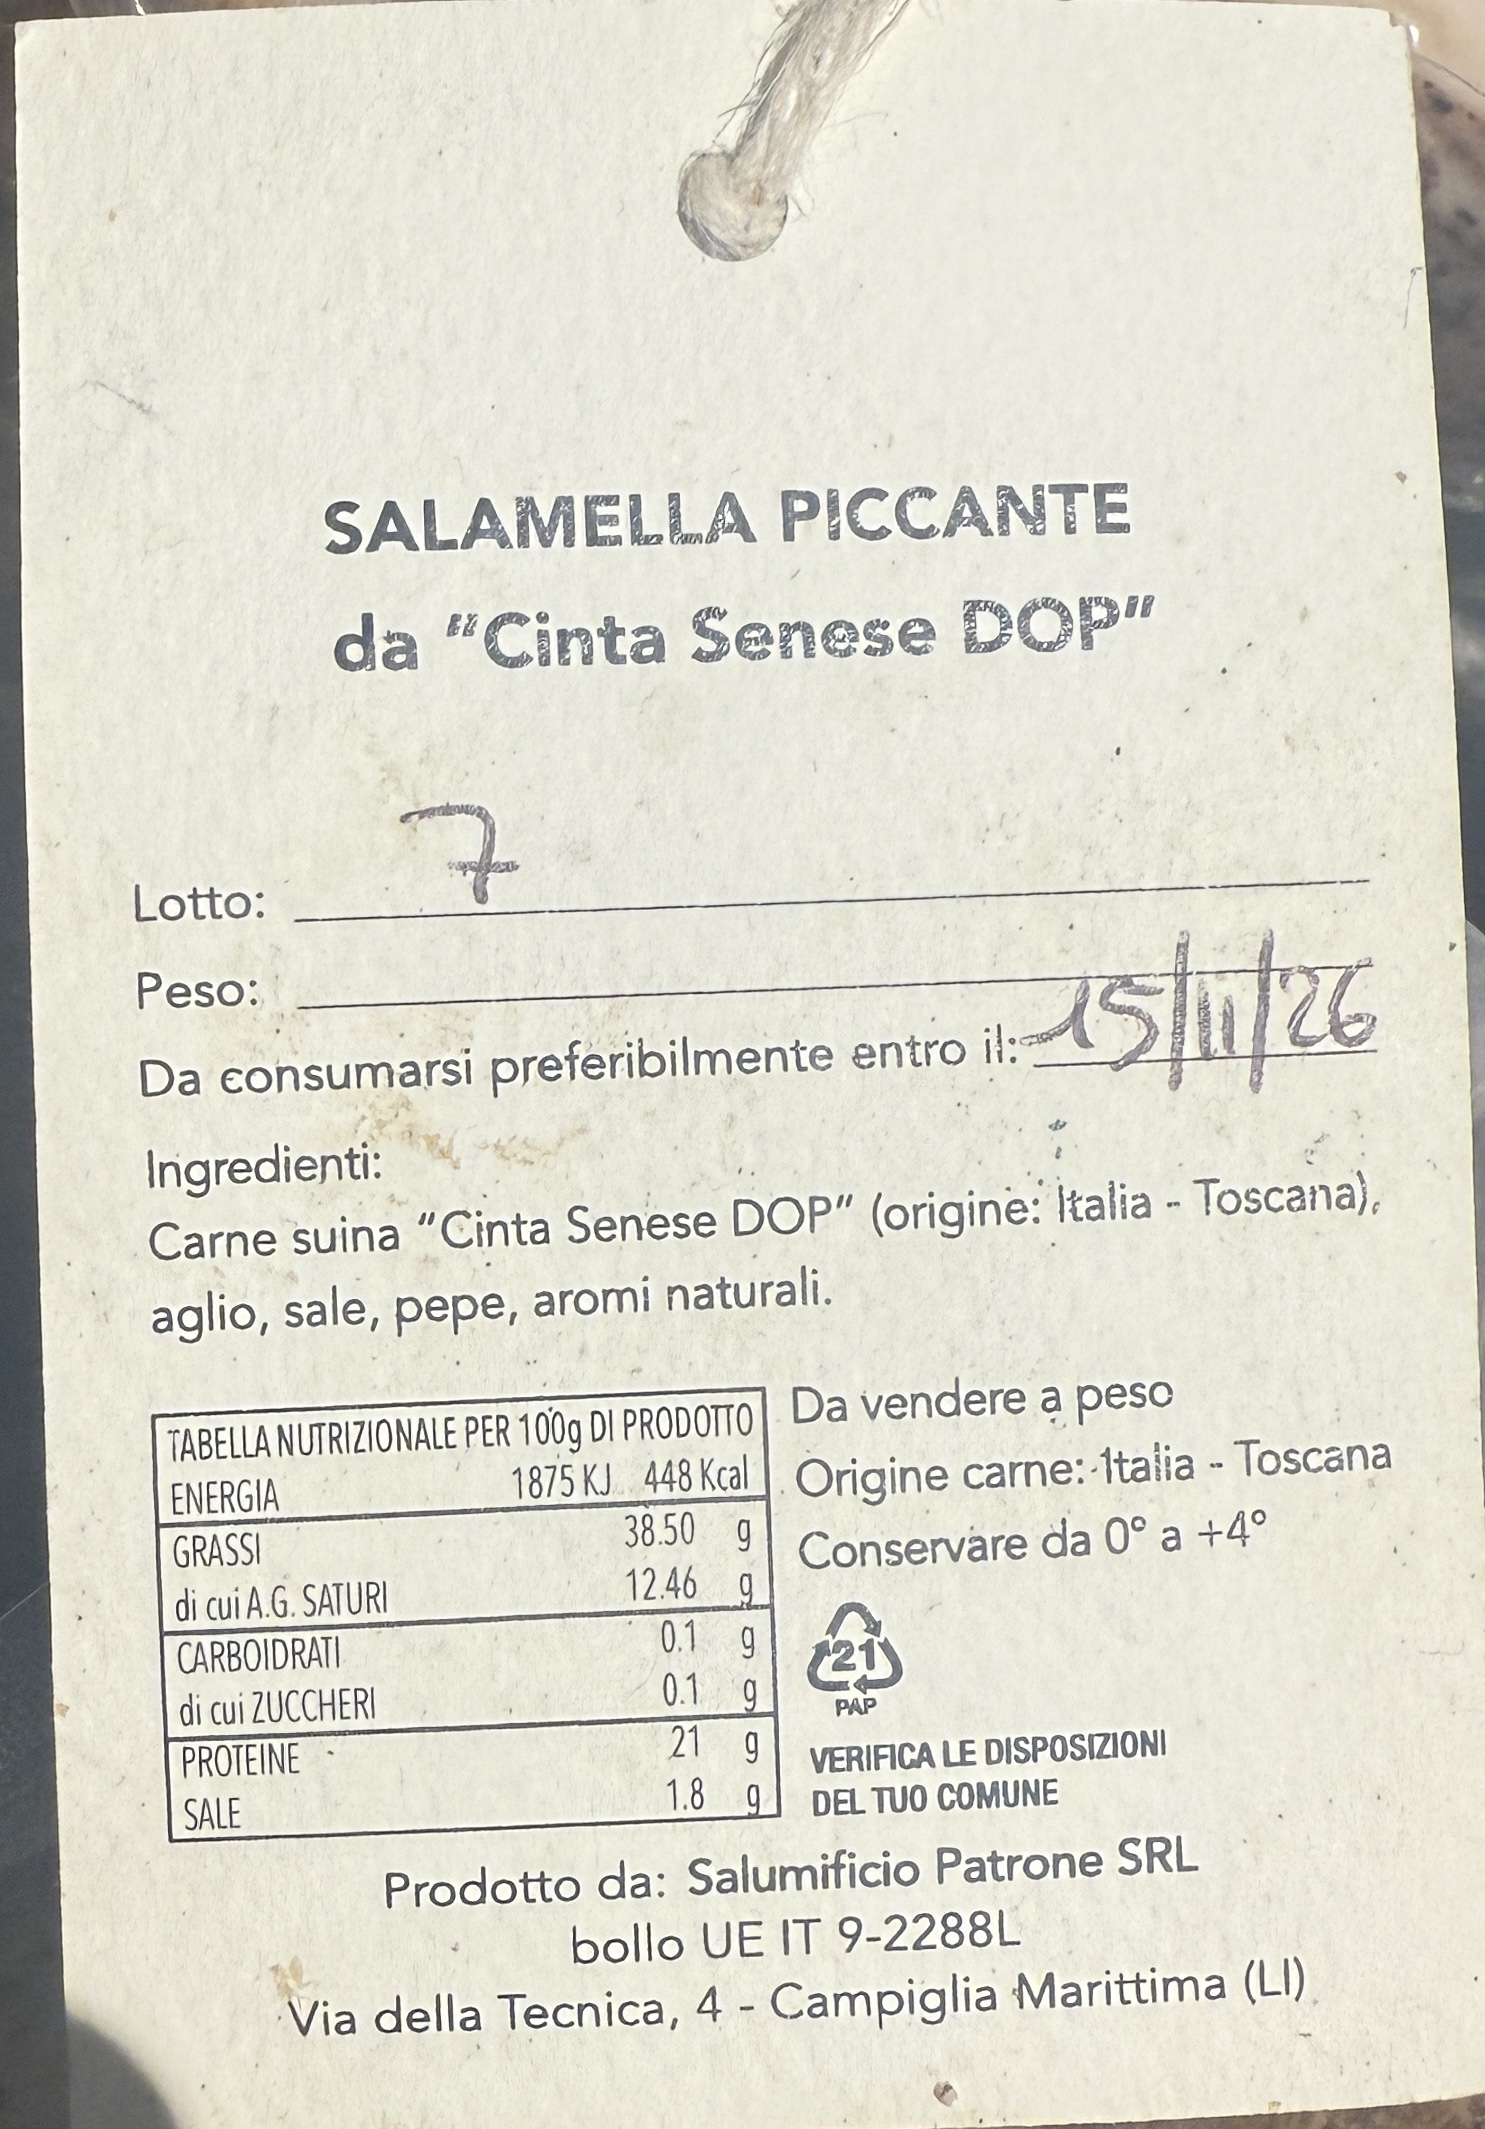 SALAMELLA PICCANTE
da "Cinta Senese DOP"
Lotto: 7
Peso:
Da consumarsi preferibilmente entro il: 15/11/26
Ingredienti:
Carne suina "Cinta Senese DOP" (origine: Italia - Toscana),
aglio, sale, pepe, aromi naturali.
TABELLA NUTRIZIONALE PER 100g DI PRODOTTO
ENERGIA 1875 KJ 448 Kcal
GRASSI 38.50 g
di cui A.G. SATURI 12.46 g
CARBOIDRATI 0.1 g
di cui ZUCCHERI 0.1 g
PROTEINE 21 g
SALE 1.8 g
Da vendere a peso
Origine carne: Italia - Toscana
Conservare da 0° a +4°
21
PAP
VERIFICA LE DISPOSIZIONI
DEL TUO COMUNE
Prodotto da: Salumificio Patrone SRL
bollo UE IT 9-2288L
Via della Tecnica, 4 - Campiglia Marittima (LI)